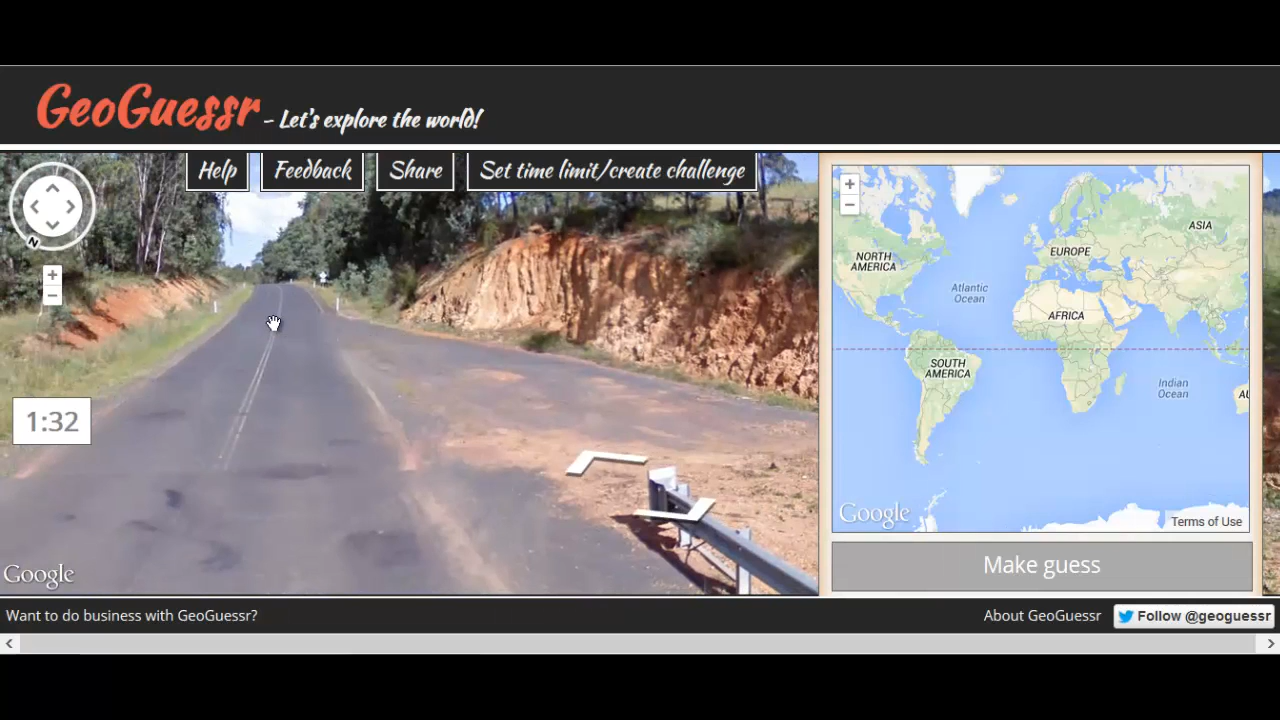 GeoGuessr – Let's explore the world!
Help
Feedback
Share
Set time limit/create challenge
N
+
−
1:32
Google
+
−
NORTH
AMERICA
EUROPE
ASIA
Atlantic
Ocean
AFRICA
SOUTH
AMERICA
Indian
Ocean
AU
Google
Terms of Use
Make guess
Want to do business with GeoGuessr?
About GeoGuessr
Follow @geoguessr